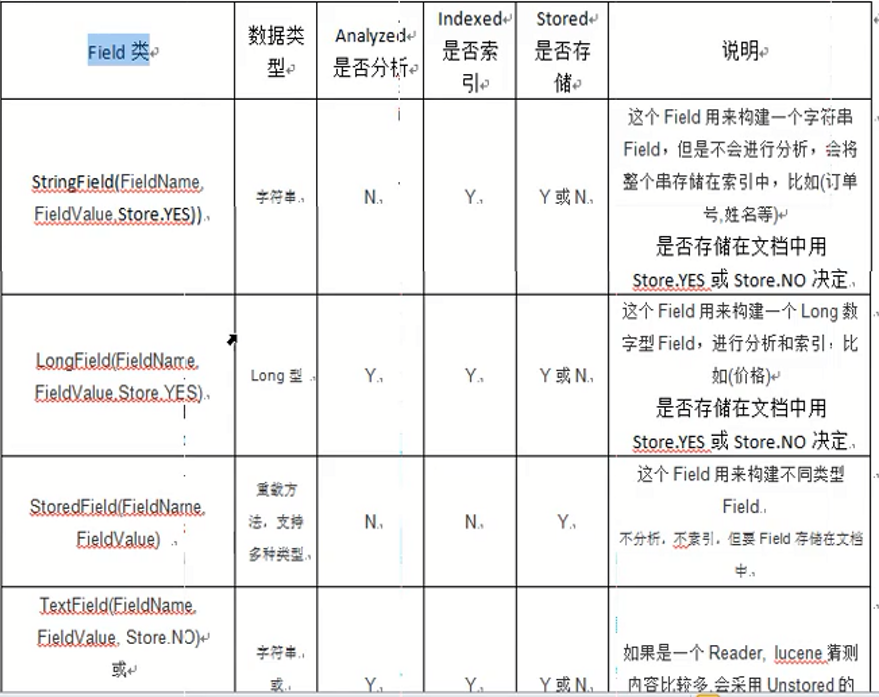 Field 类
数据类
型
Analyzed
是否分析
Indexed
是否索
引
Stored
是否存
储
说明
StringField(FieldName,
FieldValue,Store.YES))
字符串
N
Y
Y 或 N
这个 Field 用来构建一个字符串
Field，但是不会进行分析，会将
整个串存储在索引中，比如(订单
号,姓名等)
是否存储在文档中用
Store.YES 或 Store.NO 决定
LongField(FieldName,
FieldValue,Store.YES)
Long 型
Y
Y
Y 或 N
这个 Field 用来构建一个 Long 数
字型 Field，进行分析和索引，比
如(价格)
是否存储在文档中用
Store.YES 或 Store.NO 决定
StoredField(FieldName,
FieldValue)
重载方
法，支持
多种类型
N
N
Y
这个 Field 用来构建不同类型
Field
不分析，不索引，但要 Field 存储在文档
中
TextField(FieldName,
FieldValue, Store.NO)
或
字符串
或
Y
Y
Y 或 N
如果是一个 Reader, lucene 猜测
内容比较多,会采用 Unstored 的